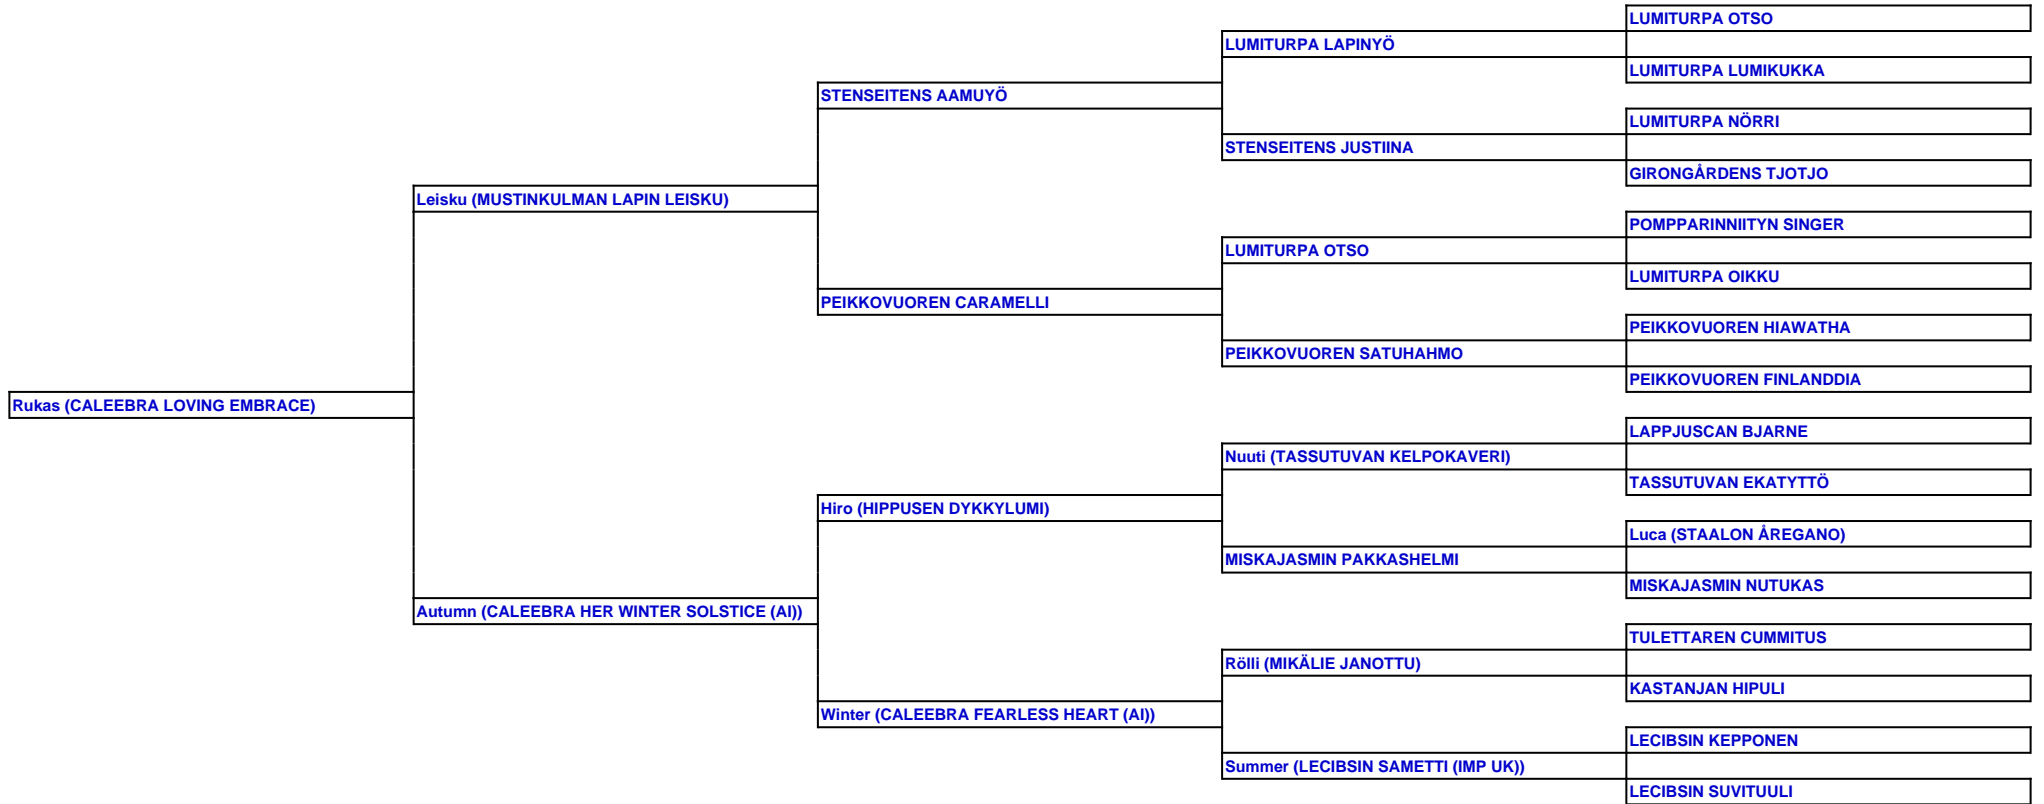 LUMITURPA OTSO
LUMITURPA LAPINYÖ
LUMITURPA LUMIKUKKA
STENSEITENS AAMUYÖ
LUMITURPA NÖRRI
STENSEITENS JUSTIINA
GIRONGÅRDENS TJOTJO
Leisku (MUSTINKULMAN LAPIN LEISKU)
POMPPARINNIITYN SINGER
LUMITURPA OTSO
LUMITURPA OIKKU
PEIKKOVUOREN CARAMELLI
PEIKKOVUOREN HIAWATHA
PEIKKOVUOREN SATUHAHMO
PEIKKOVUOREN FINLANDDIA
Rukas (CALEEBRA LOVING EMBRACE)
LAPPJUSCAN BJARNE
Nuuti (TASSUTUVAN KELPOKAVERI)
TASSUTUVAN EKATYTTÖ
Hiro (HIPPUSEN DYKKYLUMI)
Luca (STAALON ÅREGANO)
MISKAJASMIN PAKKASHELMI
MISKAJASMIN NUTUKAS
Autumn (CALEEBRA HER WINTER SOLSTICE (AI))
TULETTAREN CUMMITUS
Rölli (MIKÄLIE JANOTTU)
KASTANJAN HIPULI
Winter (CALEEBRA FEARLESS HEART (AI))
LECIBSIN KEPPONEN
Summer (LECIBSIN SAMETTI (IMP UK))
LECIBSIN SUVITUULI